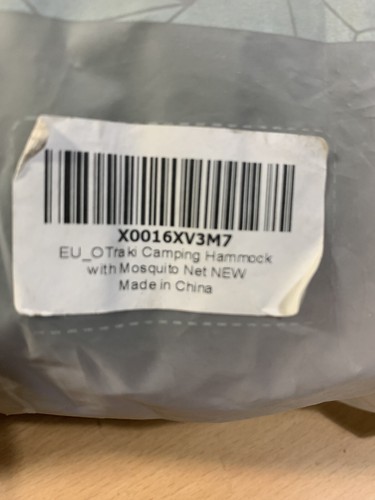 X0016XV3M7
EU_OTraki Camping Hammock
with Mosquito Net NEW
Made in China